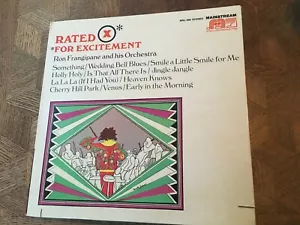 RATED X*
MAINSTREAM
*FOR EXCITEMENT
Ron Frangipane and his Orchestra
Something/Wedding Bell Blues/Smile a Little Smile for Me
Holly Holy/Is That All There Is/Jingle Jangle
La La La (If I Had You)/Heaven Knows
Cherry Hill Park/Venus/Early in the Morning